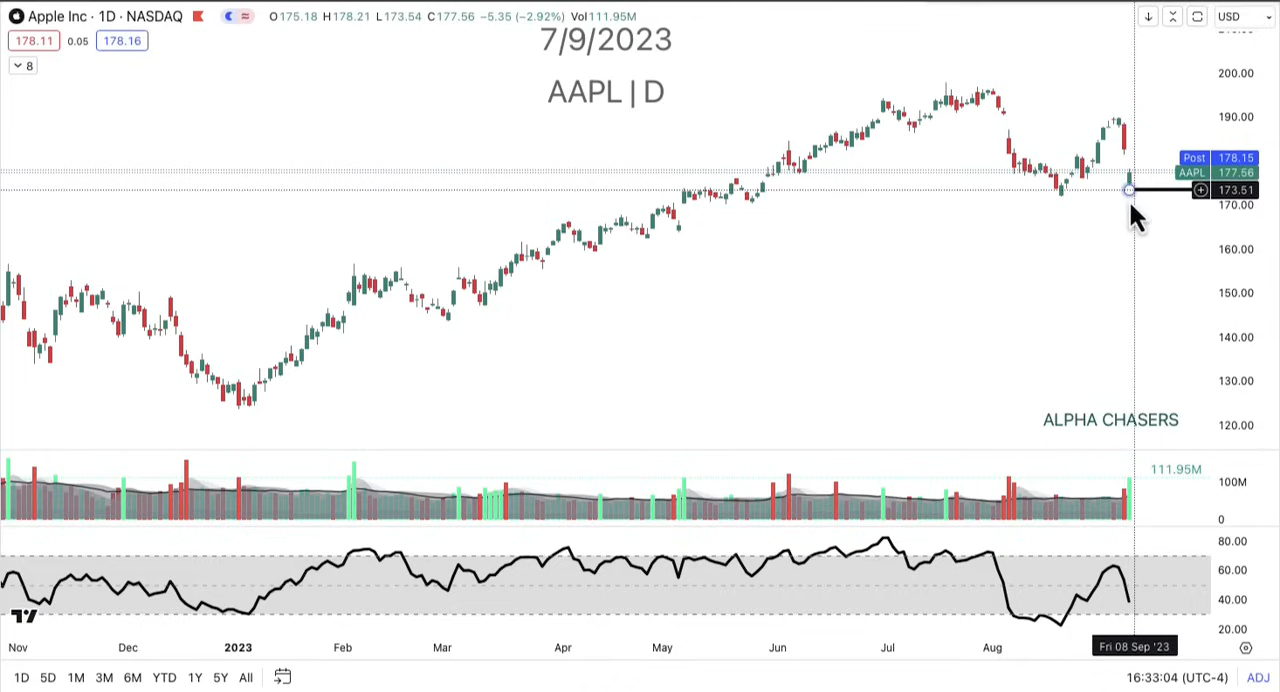 Apple Inc · 1D · NASDAQ O175.18 H178.21 L173.54 C177.56 −5.35 (−2.92%) Vol111.95M
USD
178.11 0.05 178.16
8
7/9/2023
AAPL | D
200.00
190.00
Post 178.15
AAPL 177.56
173.51
170.00
160.00
150.00
140.00
130.00
120.00
ALPHA CHASERS
111.95M
100M
0
80.00
60.00
40.00
20.00
Nov Dec 2023 Feb Mar Apr May Jun Jul Aug Fri 08 Sep '23
1D 5D 1M 3M 6M YTD 1Y 5Y All 16:33:04 (UTC-4) ADJ